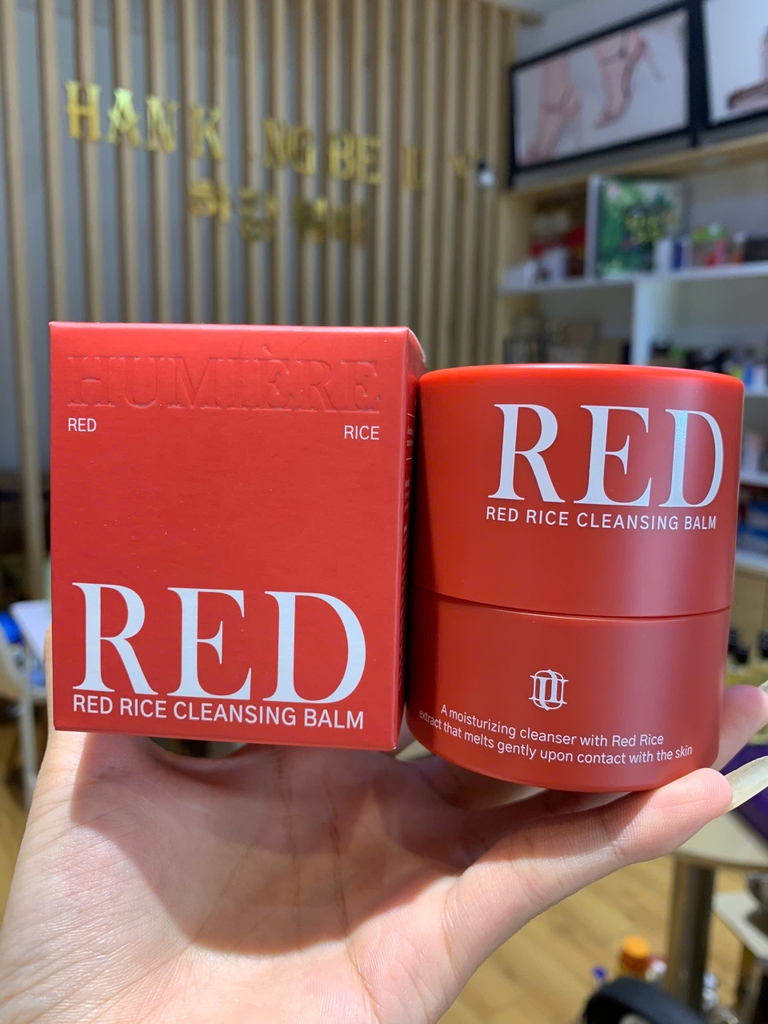 HUMIÈRE
RED RICE
RED
RED RICE CLEANSING BALM
RED
RED RICE CLEANSING BALM
A moisturizing cleanser with Red Rice
extract that melts gently upon contact with the skin